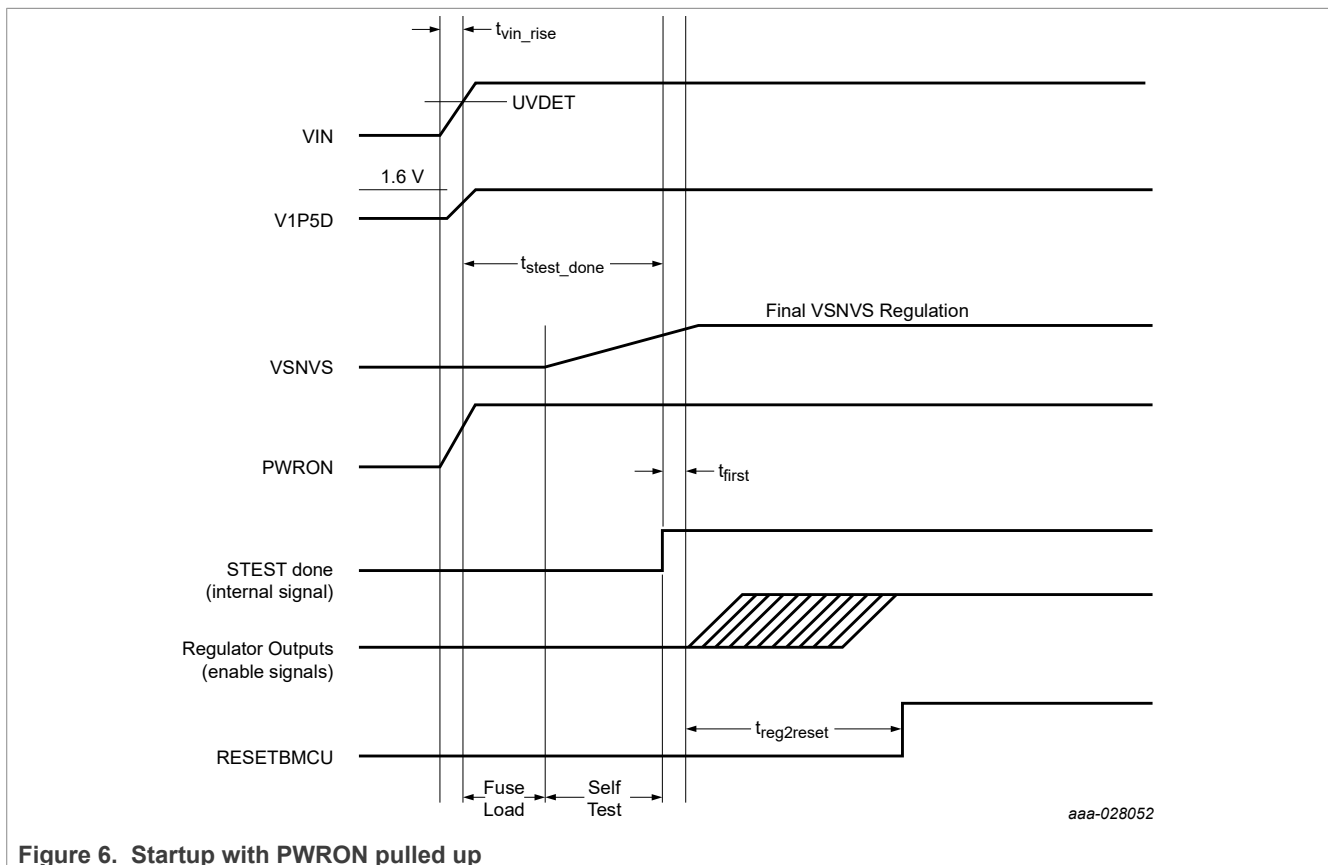 tvin_rise
UVDET
VIN
1.6 V
V1P5D
tstest_done
Final VSNVS Regulation
VSNVS
PWRON
tfirst
STEST done
(internal signal)
Regulator Outputs
(enable signals)
treg2reset
RESETBMCU
Fuse
Load
Self
Test
aaa-028052
Figure 6. Startup with PWRON pulled up